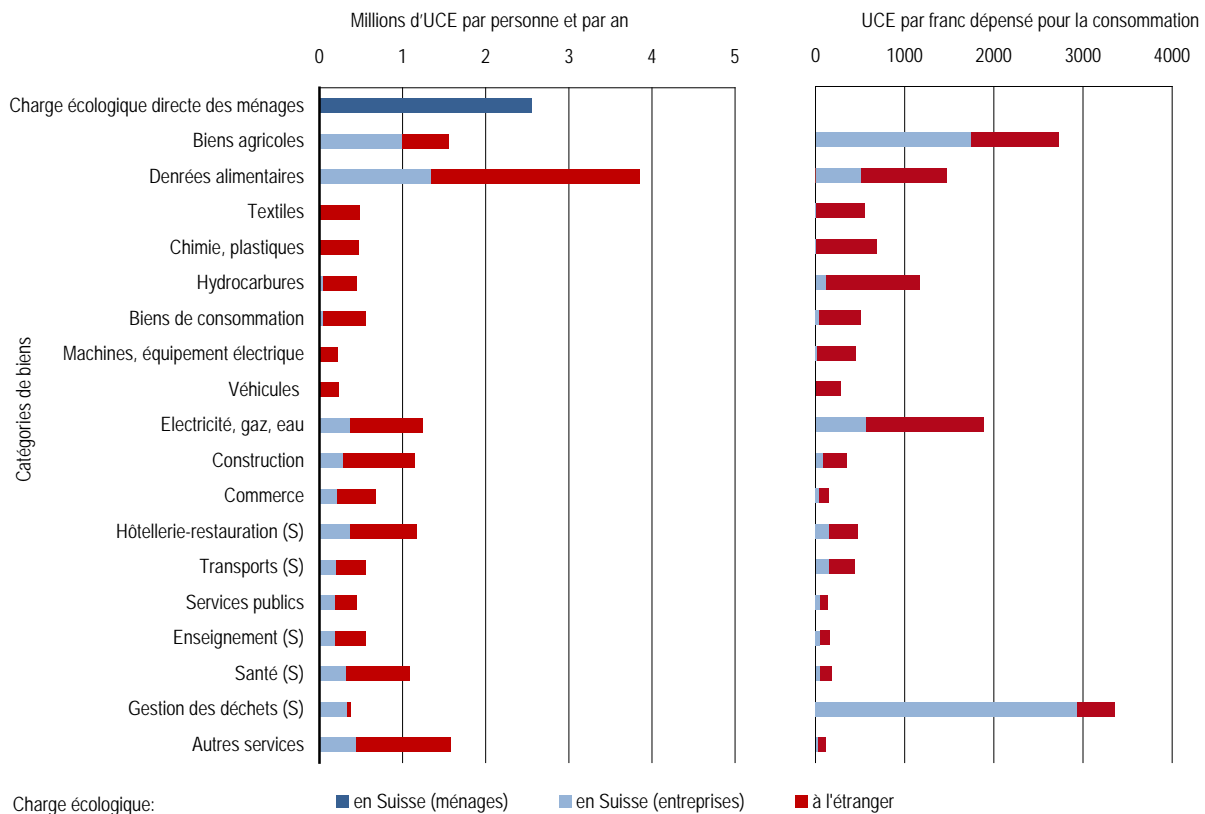 Millions d'UCE par personne et par an
UCE par franc dépensé pour la consommation
0 1 2 3 4 5
0 1000 2000 3000 4000
Catégories de biens
Charge écologique directe des ménages
Biens agricoles
Denrées alimentaires
Textiles
Chimie, plastiques
Hydrocarbures
Biens de consommation
Machines, équipement électrique
Véhicules
Electricité, gaz, eau
Construction
Commerce
Hôtellerie-restauration (S)
Transports (S)
Services publics
Enseignement (S)
Santé (S)
Gestion des déchets (S)
Autres services
Charge écologique: en Suisse (ménages) en Suisse (entreprises) à l'étranger